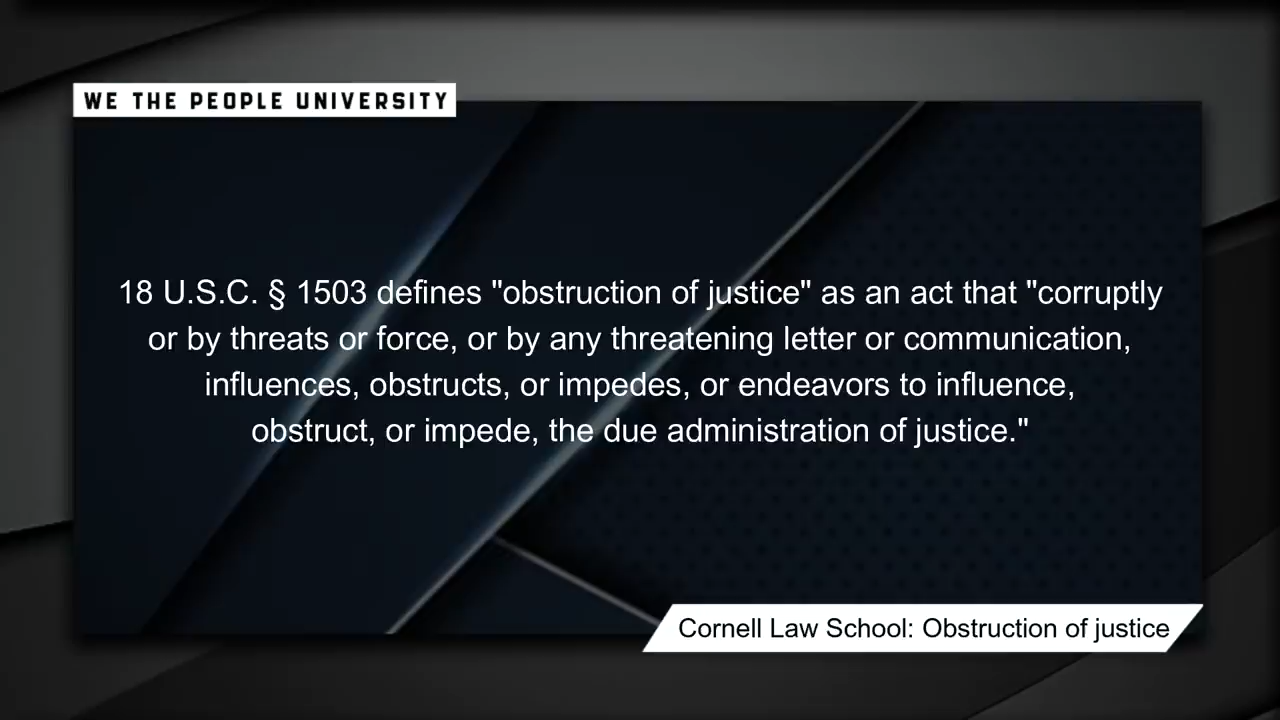 WE THE PEOPLE UNIVERSITY
18 U.S.C. § 1503 defines "obstruction of justice" as an act that "corruptly
or by threats or force, or by any threatening letter or communication,
influences, obstructs, or impedes, or endeavors to influence,
obstruct, or impede, the due administration of justice."
Cornell Law School: Obstruction of justice